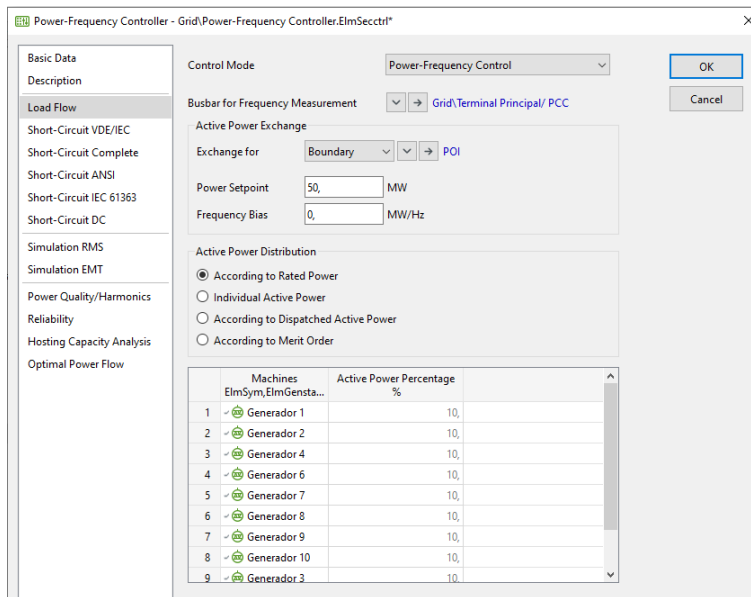 Power-Frequency Controller - Grid\Power-Frequency Controller.ElmSecctrl*
Basic Data
Description
Load Flow
Short-Circuit VDE/IEC
Short-Circuit Complete
Short-Circuit ANSI
Short-Circuit IEC 61363
Short-Circuit DC
Simulation RMS
Simulation EMT
Power Quality/Harmonics
Reliability
Hosting Capacity Analysis
Optimal Power Flow
Control Mode Power-Frequency Control
Busbar for Frequency Measurement Grid\Terminal Principal/ PCC
Active Power Exchange
Exchange for Boundary POI
Power Setpoint 50, MW
Frequency Bias 0, MW/Hz
Active Power Distribution
According to Rated Power
Individual Active Power
According to Dispatched Active Power
According to Merit Order
Machines Active Power Percentage
ElmSym,ElmGensta... %
1 Generador 1 10,
2 Generador 2 10,
3 Generador 4 10,
4 Generador 6 10,
5 Generador 7 10,
6 Generador 8 10,
7 Generador 9 10,
8 Generador 10 10,
9 Generador 3 10,
OK
Cancel